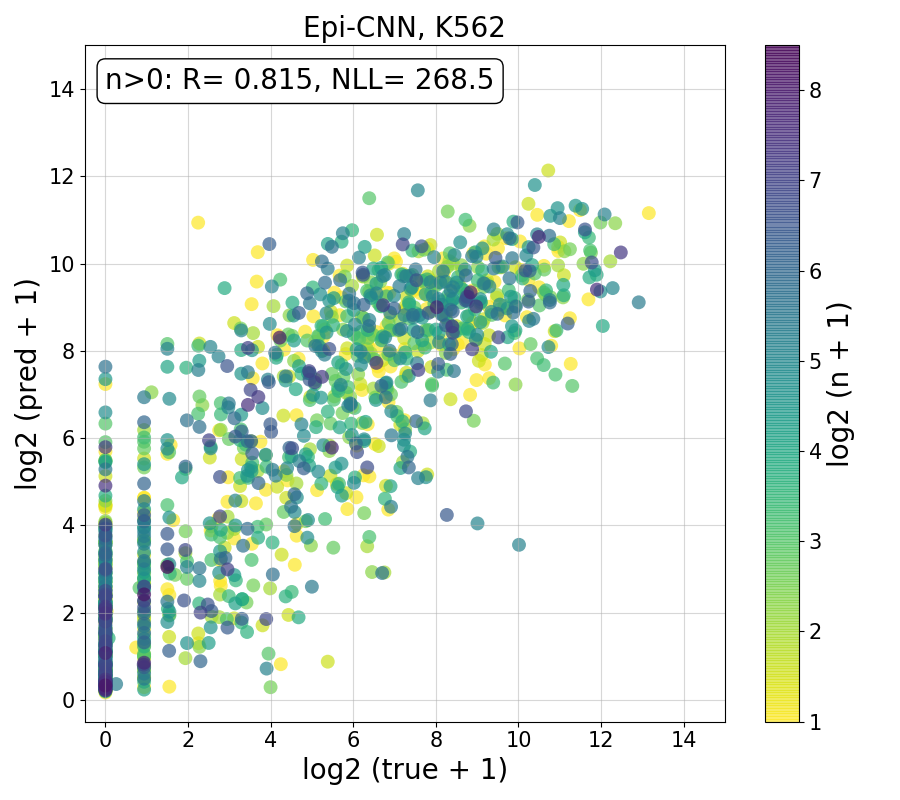 Epi-CNN, K562
n>0: R= 0.815, NLL= 268.5
log2 (pred + 1)
14
12
10
8
6
4
2
0
0 2 4 6 8 10 12 14
log2 (true + 1)
8
7
6
5
4
3
2
1
log2 (n + 1)